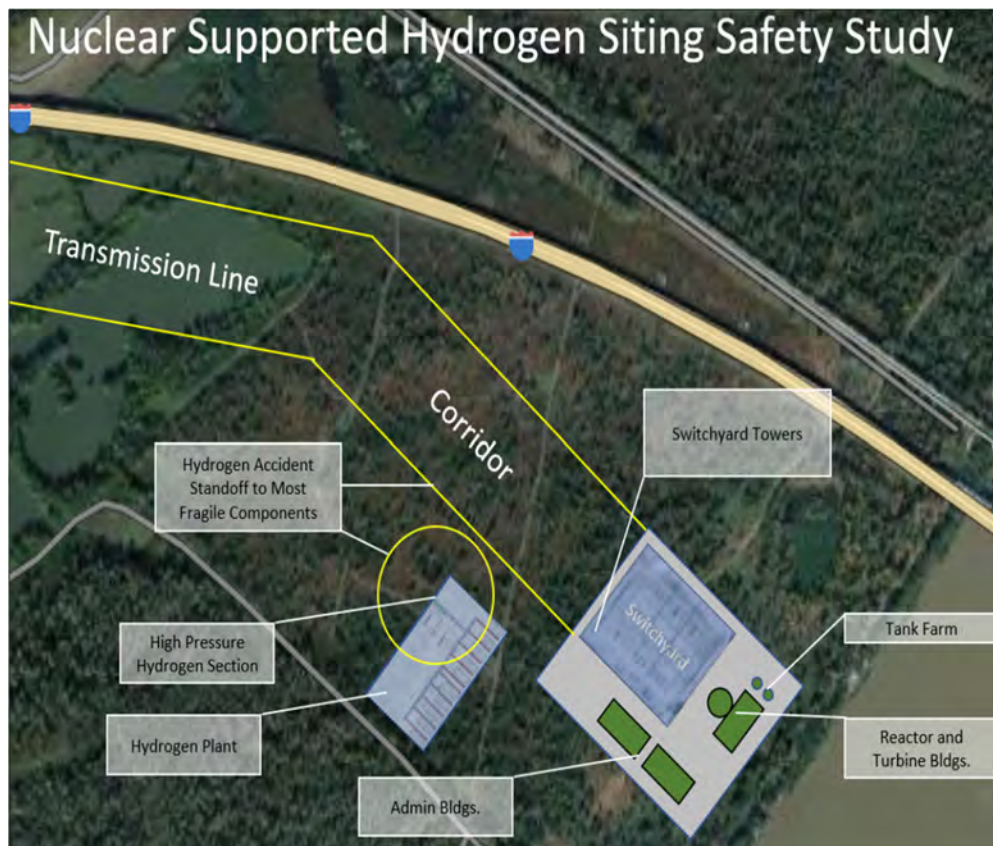 Nuclear Supported Hydrogen Siting Safety Study
Transmission Line
Corridor
Switchyard Towers
Hydrogen Accident
Standoff to Most
Fragile Components
Switchyard
High Pressure
Hydrogen Section
Tank Farm
Hydrogen Plant
Reactor and
Turbine Bldgs.
Admin Bldgs.